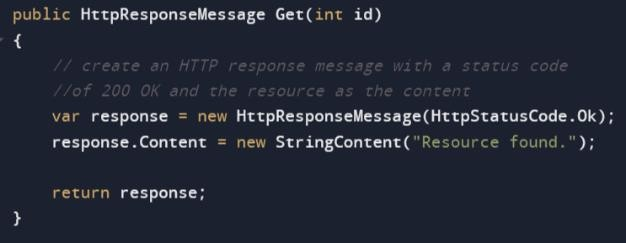 public HttpResponseMessage Get(int id)
{
    // create an HTTP response message with a status code
    //of 200 OK and the resource as the content
    var response = new HttpResponseMessage(HttpStatusCode.Ok);
    response.Content = new StringContent("Resource found.");

    return response;
}